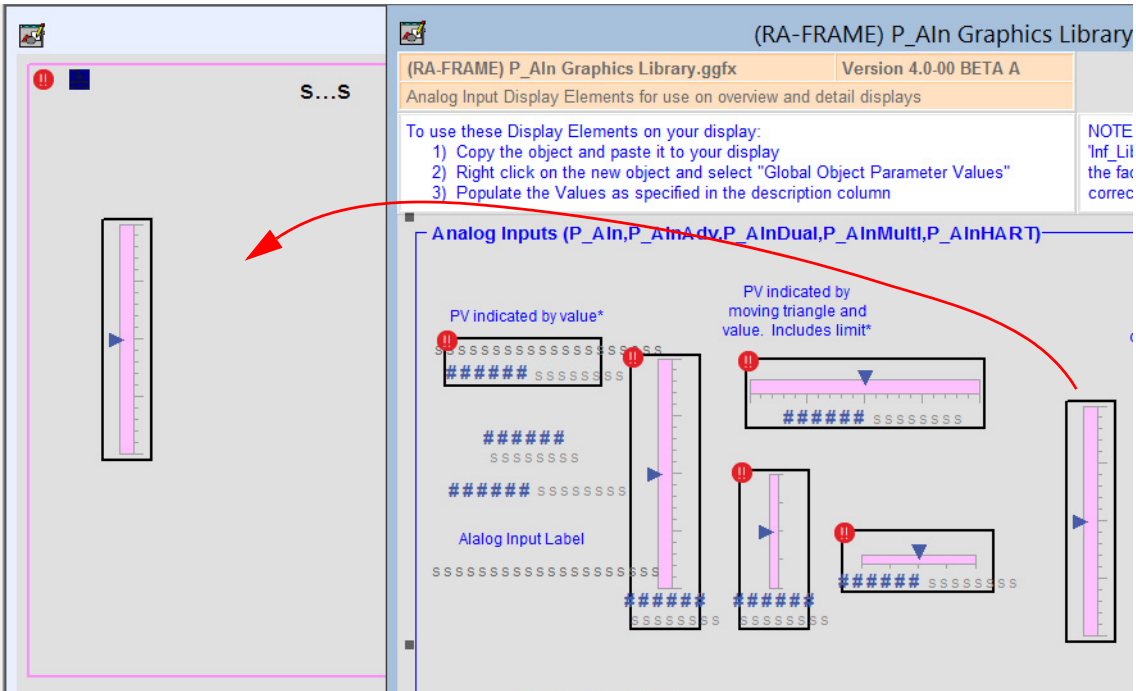 S...S
(RA-FRAME) P_AIn Graphics Library
(RA-FRAME) P_AIn Graphics Library.ggfx
Version 4.0-00 BETA A
Analog Input Display Elements for use on overview and detail displays
To use these Display Elements on your display:
1) Copy the object and paste it to your display
2) Right click on the new object and select "Global Object Parameter Values"
3) Populate the Values as specified in the description column
NOTE
'Inf_Lib
the fac
correc
Analog Inputs (P_AIn,P_AInAdv,P_AInDual,P_AInMultI,P_AInHART)
PV indicated by value*
PV indicated by
moving triangle and
value. Includes limit*
!!
!!
!!
!!
!!
!!
SSSSSSSSSSSSSSSSSSSS
###### SSSSSSSS
###### SSSSSSSS
######
SSSSSSSS
###### SSSSSSSS
Alalog Input Label
SSSSSSSSSSSSSSSSSSSS
###### SSSSSSSS
######
SSSSSSSS
######
SSSSSSSS